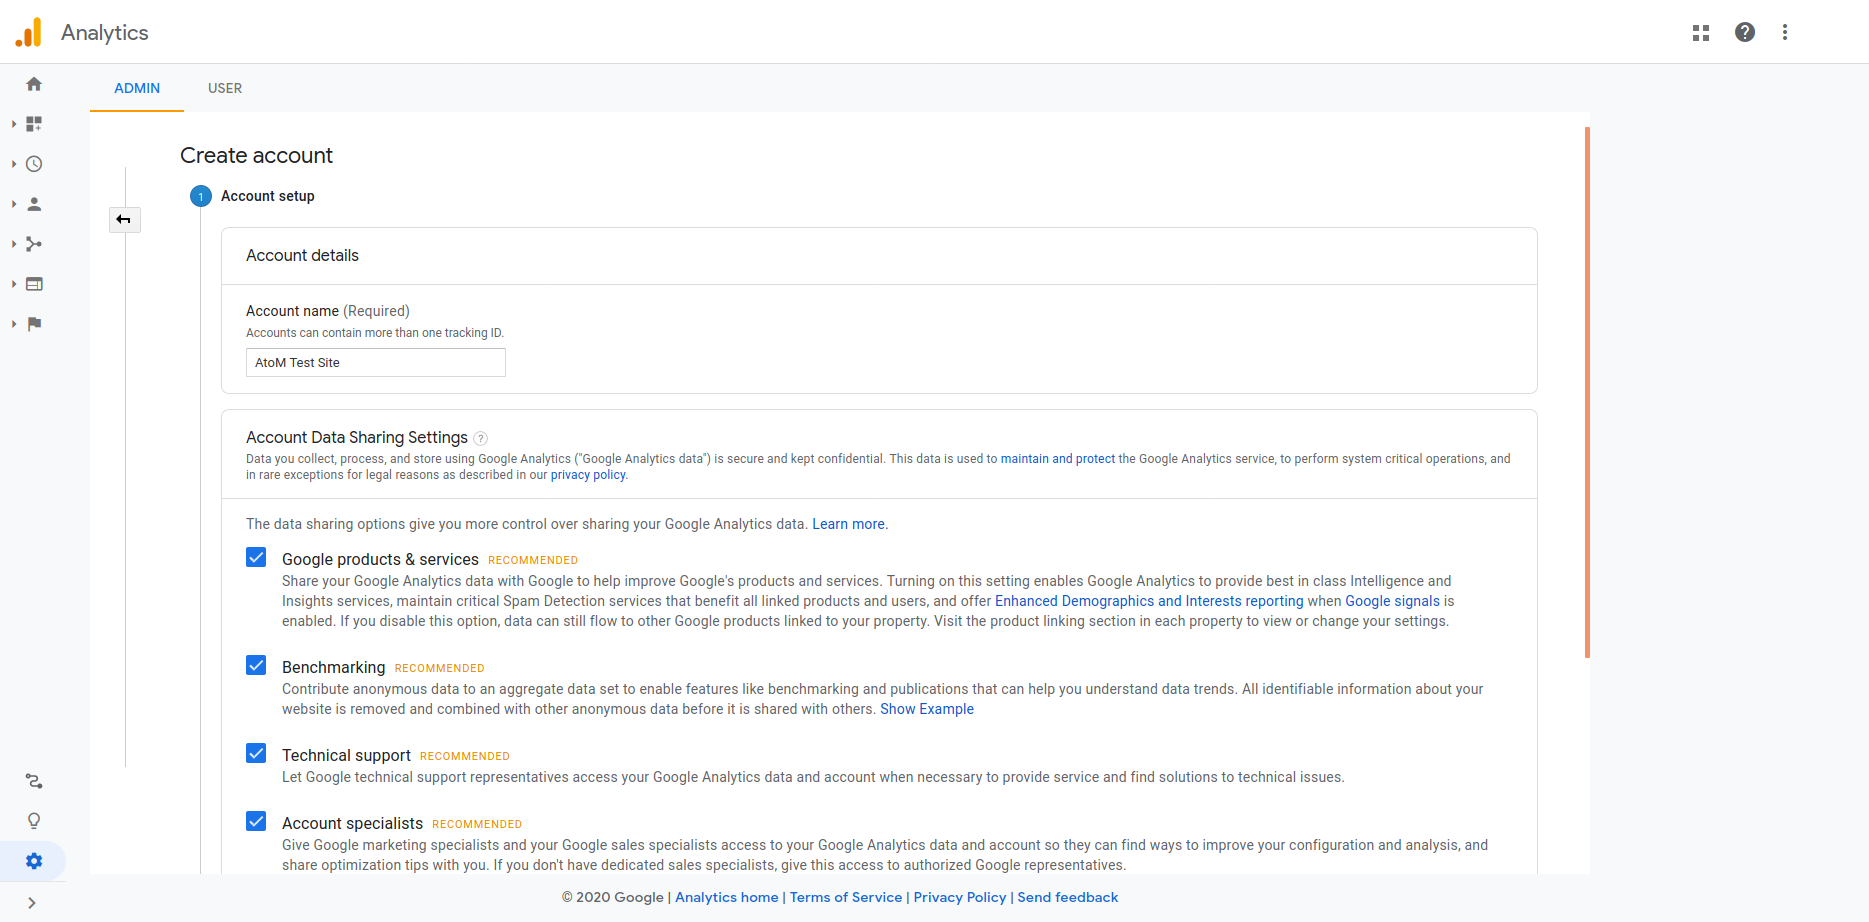 Analytics
ADMIN USER
Create account
1 Account setup
Account details
Account name (Required)
Accounts can contain more than one tracking ID.
AtoM Test Site
Account Data Sharing Settings ?
Data you collect, process, and store using Google Analytics ("Google Analytics data") is secure and kept confidential. This data is used to maintain and protect the Google Analytics service, to perform system critical operations, and
in rare exceptions for legal reasons as described in our privacy policy.
The data sharing options give you more control over sharing your Google Analytics data. Learn more.
Google products & services RECOMMENDED
Share your Google Analytics data with Google to help improve Google's products and services. Turning on this setting enables Google Analytics to provide best in class Intelligence and
Insights services, maintain critical Spam Detection services that benefit all linked products and users, and offer Enhanced Demographics and Interests reporting when Google signals is
enabled. If you disable this option, data can still flow to other Google products linked to your property. Visit the product linking section in each property to view or change your settings.
Benchmarking RECOMMENDED
Contribute anonymous data to an aggregate data set to enable features like benchmarking and publications that can help you understand data trends. All identifiable information about your
website is removed and combined with other anonymous data before it is shared with others. Show Example
Technical support RECOMMENDED
Let Google technical support representatives access your Google Analytics data and account when necessary to provide service and find solutions to technical issues.
Account specialists RECOMMENDED
Give Google marketing specialists and your Google sales specialists access to your Google Analytics data and account so they can find ways to improve your configuration and analysis, and
share optimization tips with you. If you don't have dedicated sales specialists, give this access to authorized Google representatives.
© 2020 Google | Analytics home | Terms of Service | Privacy Policy | Send feedback